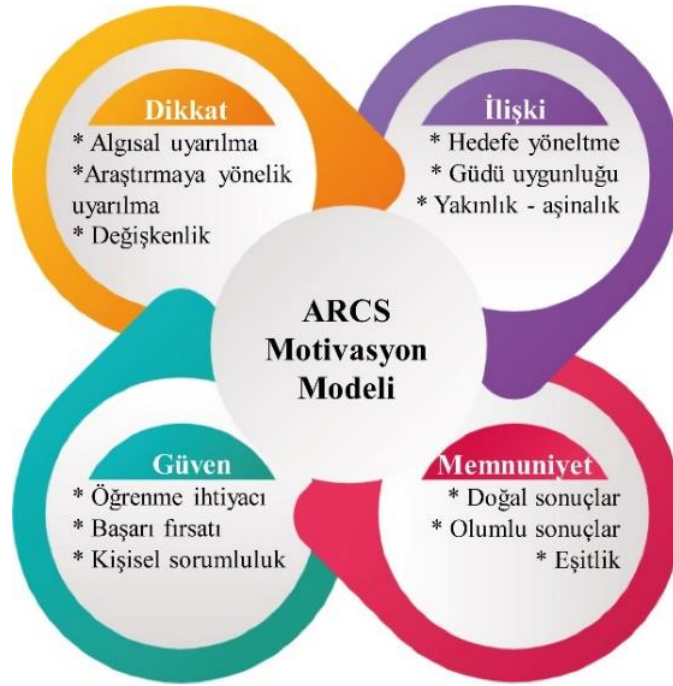 Dikkat
* Algısal uyarılma
*Araştırmaya yönelik
uyarılma
* Değişkenlik
İlişki
* Hedefe yöneltme
* Güdü uygunluğu
* Yakınlık - aşinalık
ARCS
Motivasyon
Modeli
Güven
* Öğrenme ihtiyacı
* Başarı fırsatı
* Kişisel sorumluluk
Memnuniyet
* Doğal sonuçlar
* Olumlu sonuçlar
* Eşitlik